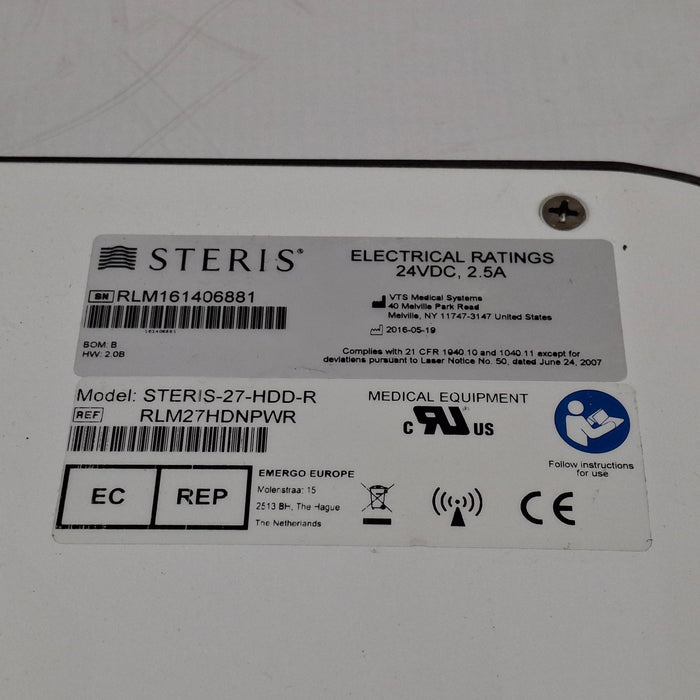 STERIS®
ELECTRICAL RATINGS
24VDC, 2.5A
SN RLM161406881
161406881
VTS Medical Systems
40 Melville Park Road
Melville, NY 11747-3147 United States
2016-05-19
BOM: B
HW: 2.0B
Complies with 21 CFR 1040.10 and 1040.11 except for
deviations pursuant to Laser Notice No. 50, dated June 24, 2007
Model: STERIS-27-HDD-R
REF RLM27HDNPWR
MEDICAL EQUIPMENT
c RU US
Follow instructions
for use
EC REP
EMERGO EUROPE
Molenstraat 15
2513 BH, The Hague
The Netherlands
CE